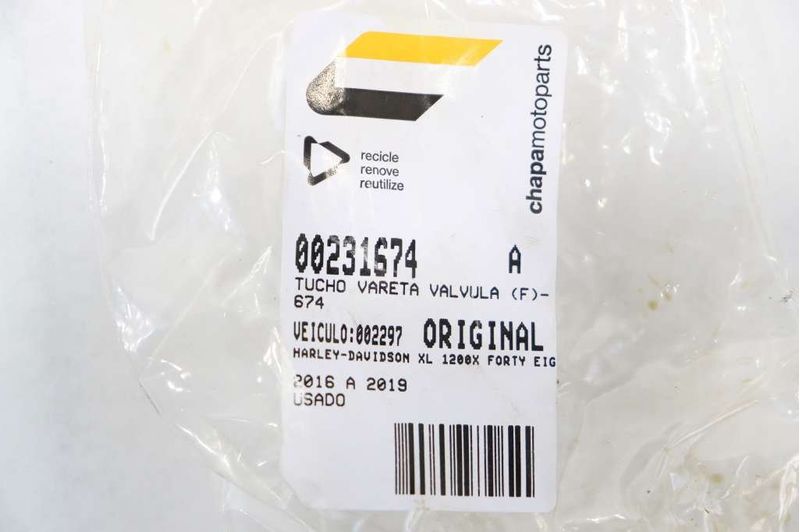 chapamotoparts
recicle
renove
reutilize
00231674 A
TUCHO VARETA VALVULA (F)-
674
VEICULO:002297 ORIGINAL
HARLEY-DAVIDSON XL 1200X FORTY EIG
2016 A 2019
USADO